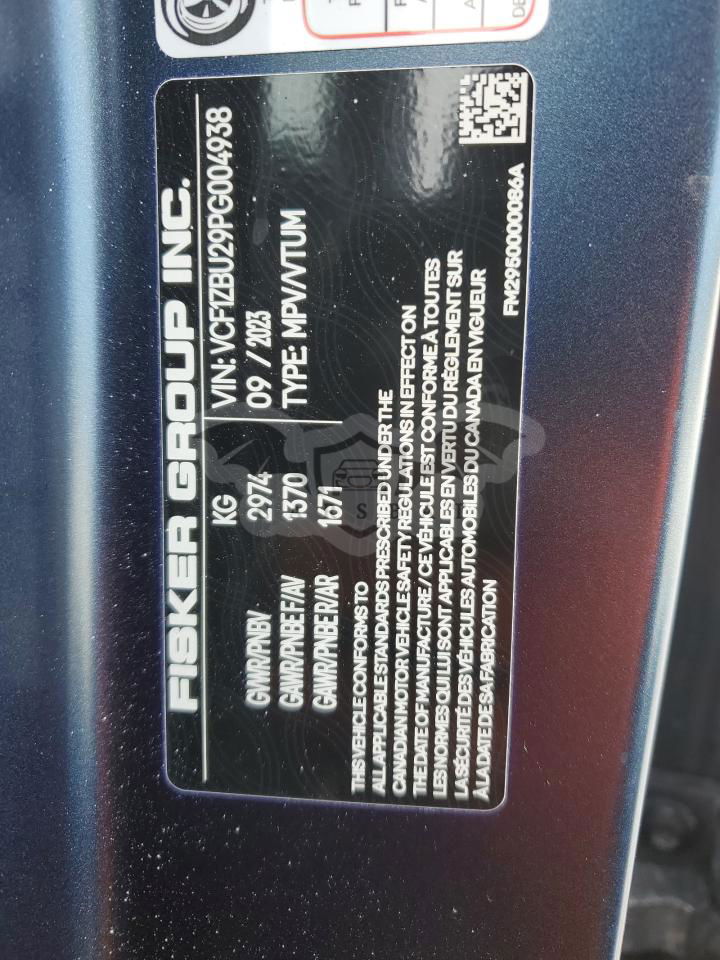 FISKER GROUP INC.
KG VIN: VCF1ZBU29PG004938
GWVR/PNBV 2974 09 / 2023
GAWR/PNBE F/AV 1370 TYPE: MPV/VTUM
GAWR/PNBE R/AR 1671
THIS VEHICLE CONFORMS TO
ALL APPLICABLE STANDARDS PRESCRIBED UNDER THE
CANADIAN MOTOR VEHICLE SAFETY REGULATIONS IN EFFECT ON
THE DATE OF MANUFACTURE / CE VÉHICULE EST CONFORME À TOUTES
LES NORMES QUI LUI SONT APPLICABLES EN VERTU DU RÈGLEMENT SUR
LA SÉCURITÉ DES VÉHICULES AUTOMOBILES DU CANADA EN VIGUEUR
A LA DATE DE SA FABRICATION
FM29500000086A